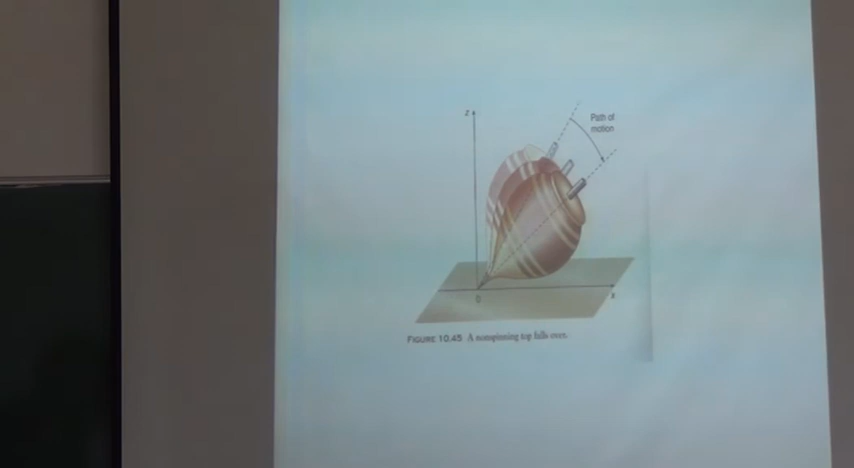 z
Path of
motion
0
x
FIGURE 10.45 A nonspinning top falls over.